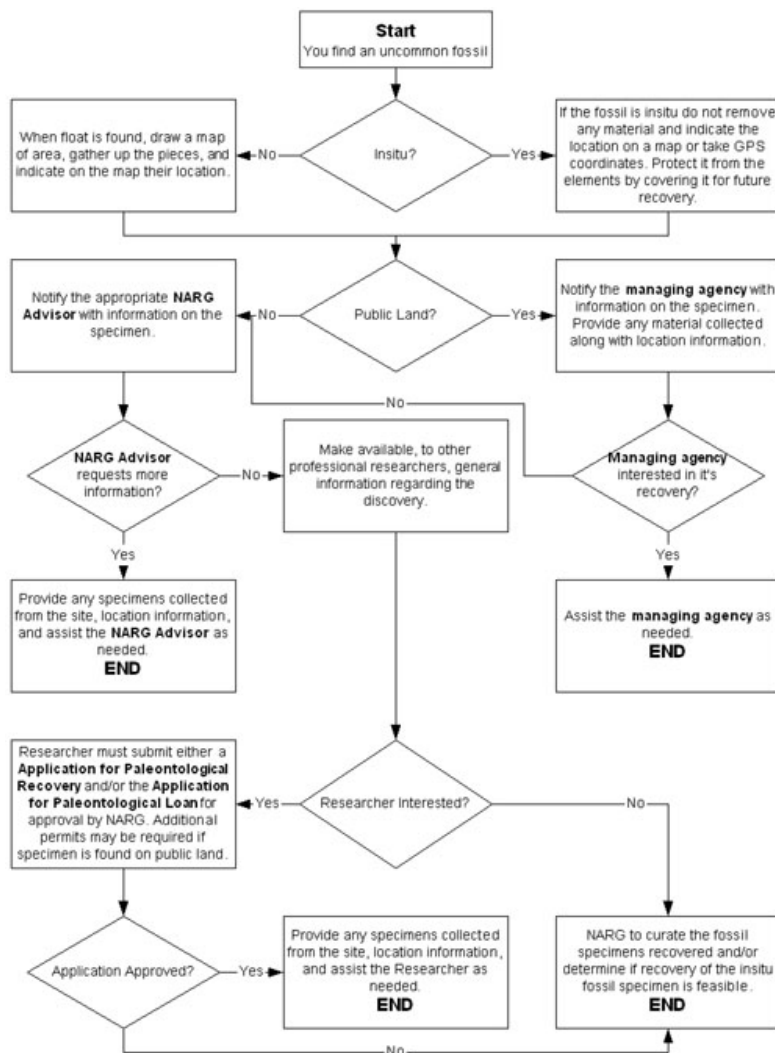 Start
You find an uncommon fossil
When float is found, draw a map
of area, gather up the pieces, and
indicate on the map their location.
No
Insitu?
Yes
If the fossil is insitu do not remove
any material and indicate the
location on a map or take GPS
coordinates. Protect it from the
elements by covering it for future
recovery.
Notify the appropriate NARG
Advisor with information on the
specimen.
No
Public Land?
Yes
Notify the managing agency with
information on the specimen.
Provide any material collected
along with location information.
No
NARG Advisor
requests more
information?
No
Make available, to other
professional researchers, general
information regarding the
discovery.
Managing agency
interested in it's
recovery?
Yes
Yes
Provide any specimens collected
from the site, location information,
and assist the NARG Advisor as
needed.
END
Assist the managing agency as
needed.
END
Researcher must submit either a
Application for Paleontological
Recovery and/or the Application
for Paleontological Loan for
approval by NARG. Additional
permits may be required if
specimen is found on public land.
Yes
Researcher Interested?
No
Application Approved?
Yes
Provide any specimens collected
from the site, location information,
and assist the Researcher as
needed.
END
NARG to curate the fossil
specimens recovered and/or
determine if recovery of the insitu
fossil specimen is feasible.
END
No